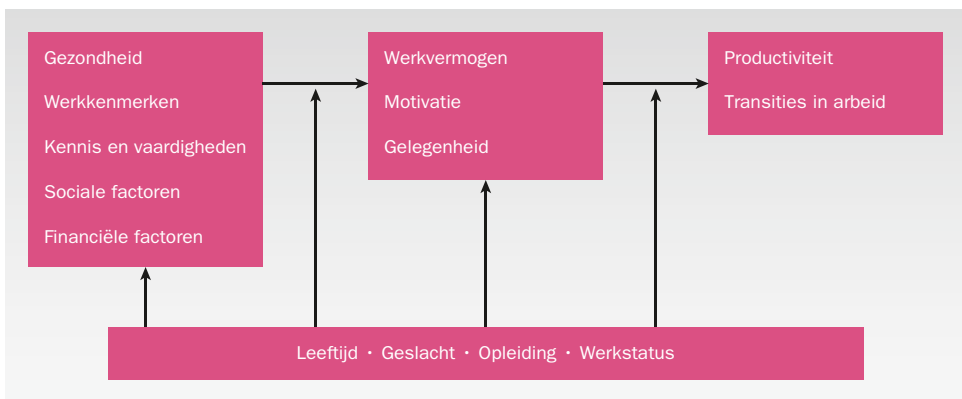 Gezondheid
Werkkenmerken
Kennis en vaardigheden
Sociale factoren
Financiële factoren
Werkvermogen
Motivatie
Gelegenheid
Productiviteit
Transities in arbeid
Leeftijd · Geslacht · Opleiding · Werkstatus